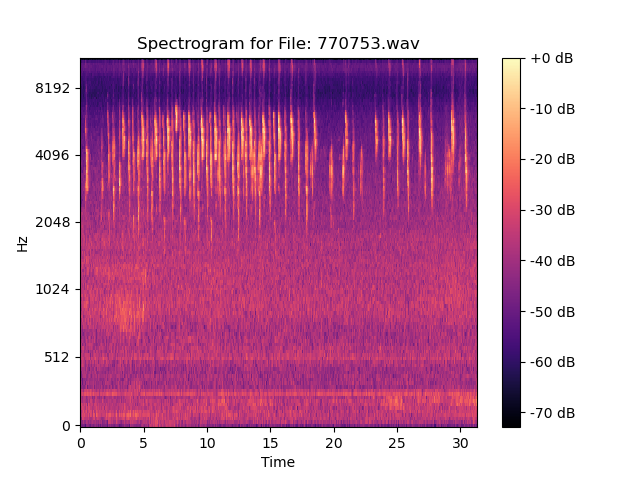 Spectrogram for File: 770753.wav
Hz
8192
4096
2048
1024
512
0
0 5 10 15 20 25 30
Time
+0 dB
-10 dB
-20 dB
-30 dB
-40 dB
-50 dB
-60 dB
-70 dB